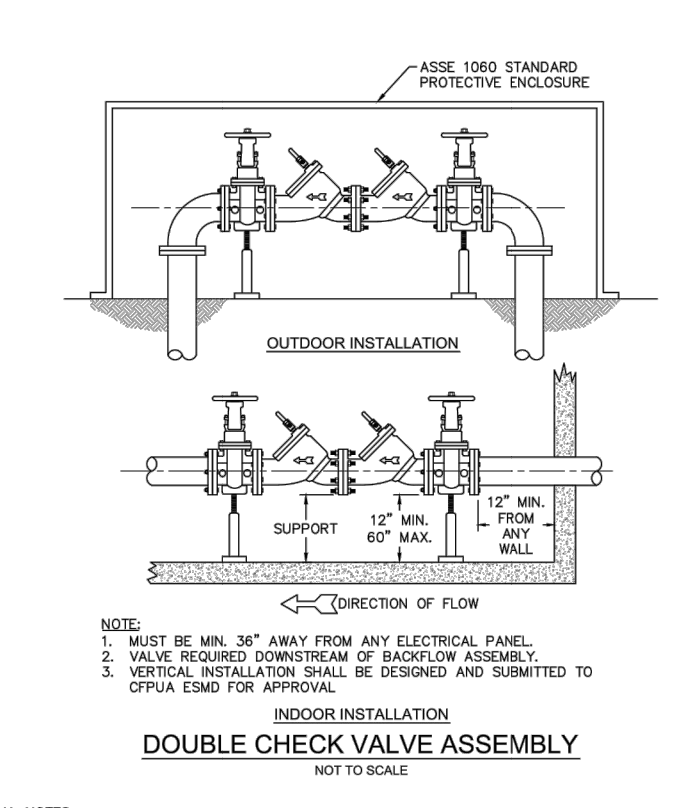 ASSE 1060 STANDARD
PROTECTIVE ENCLOSURE
OUTDOOR INSTALLATION
SUPPORT
12" MIN.
60" MAX.
12" MIN.
FROM
ANY
WALL
DIRECTION OF FLOW
NOTE:
1. MUST BE MIN. 36" AWAY FROM ANY ELECTRICAL PANEL.
2. VALVE REQUIRED DOWNSTREAM OF BACKFLOW ASSEMBLY.
3. VERTICAL INSTALLATION SHALL BE DESIGNED AND SUBMITTED TO
CFPUA ESMD FOR APPROVAL
INDOOR INSTALLATION
DOUBLE CHECK VALVE ASSEMBLY
NOT TO SCALE